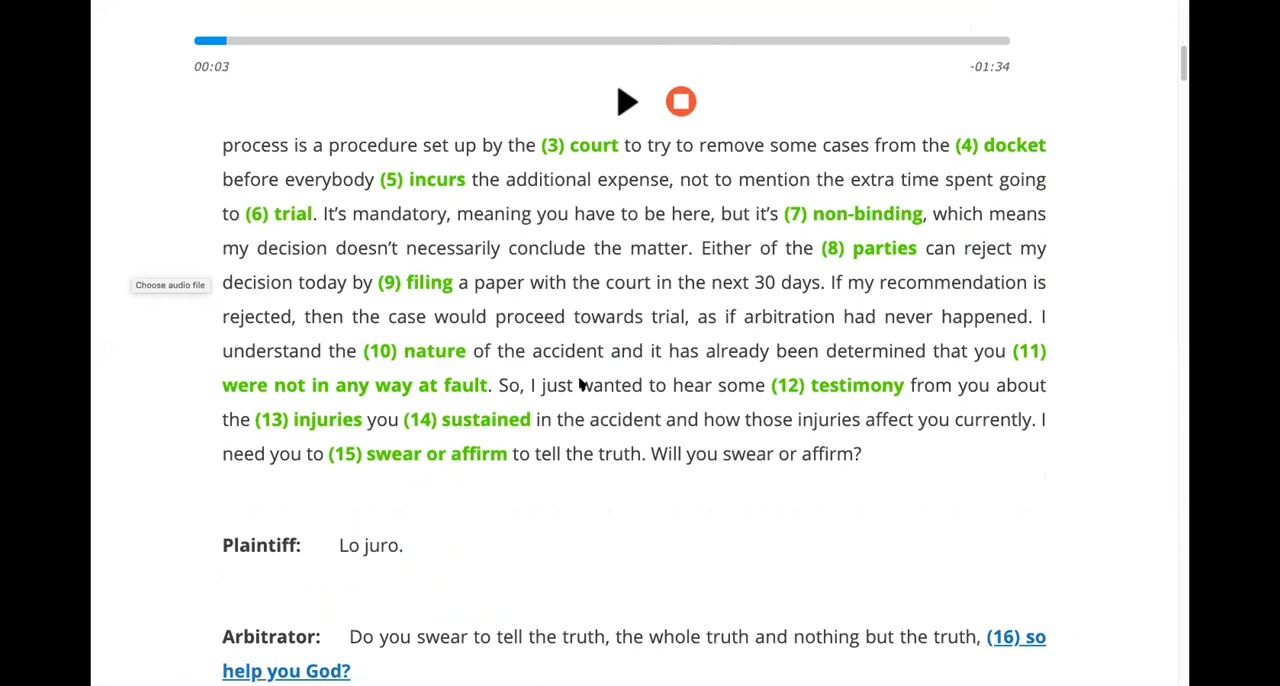 00:03
-01:34
process is a procedure set up by the (3) court to try to remove some cases from the (4) docket
before everybody (5) incurs the additional expense, not to mention the extra time spent going
to (6) trial. It’s mandatory, meaning you have to be here, but it’s (7) non-binding, which means
my decision doesn’t necessarily conclude the matter. Either of the (8) parties can reject my
Choose audio file
decision today by (9) filing a paper with the court in the next 30 days. If my recommendation is
rejected, then the case would proceed towards trial, as if arbitration had never happened. I
understand the (10) nature of the accident and it has already been determined that you (11)
were not in any way at fault. So, I just wanted to hear some (12) testimony from you about
the (13) injuries you (14) sustained in the accident and how those injuries affect you currently. I
need you to (15) swear or affirm to tell the truth. Will you swear or affirm?
Plaintiff: Lo juro.
Arbitrator: Do you swear to tell the truth, the whole truth and nothing but the truth, (16) so
help you God?